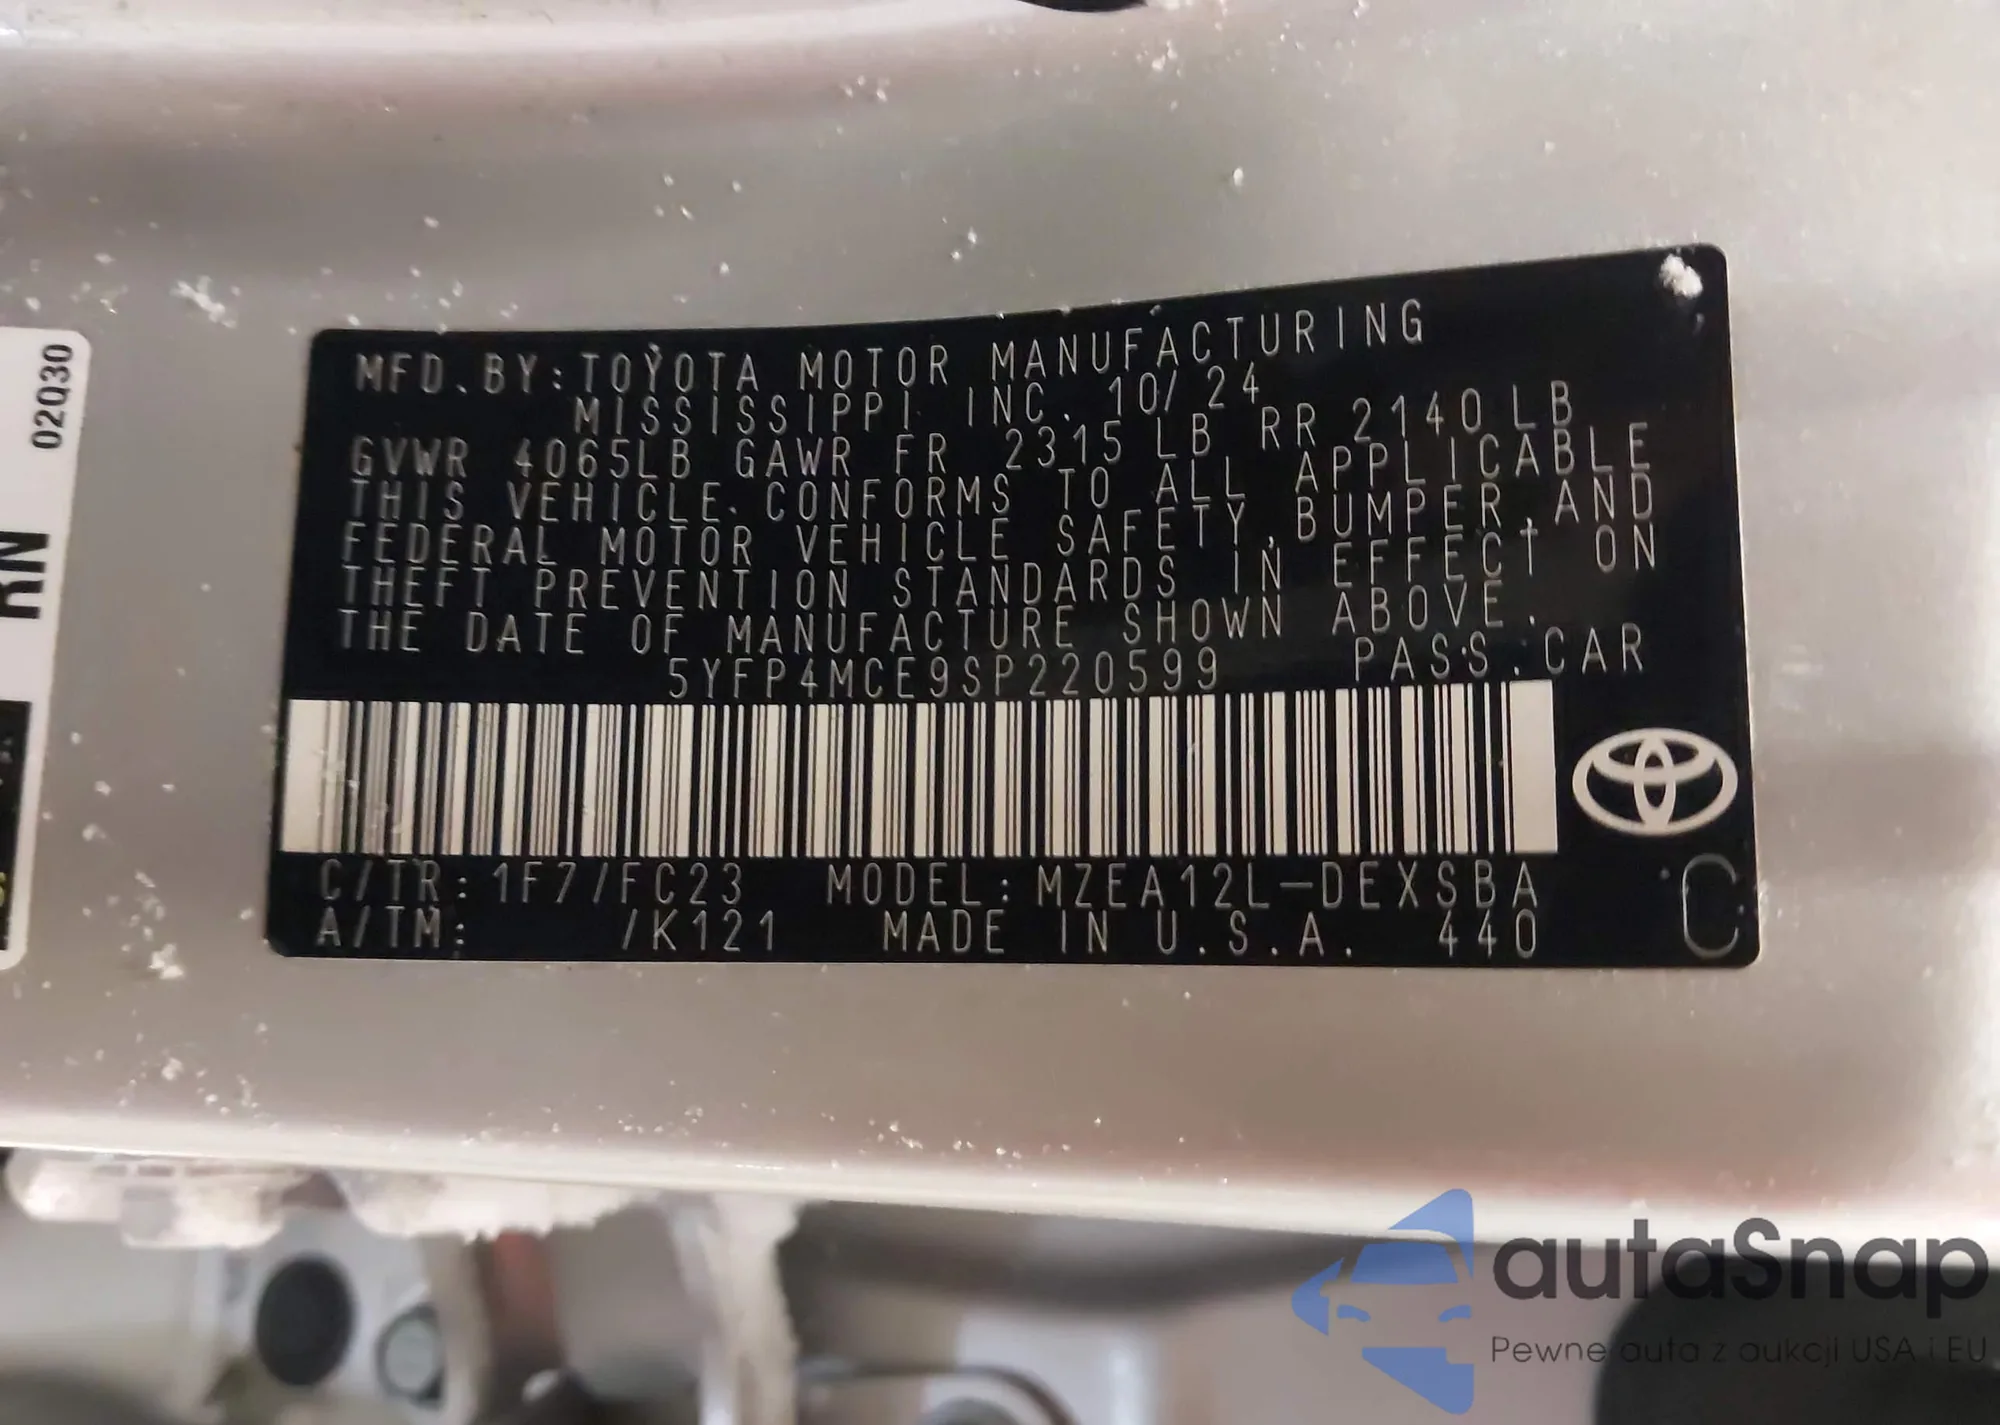 02Q30
RN
MFD.BY:TOYOTA MOTOR MANUFACTURING
MISSISSIPPI INC. 10/24
GVWR 4065LB GAWR FR 2315 LB RR 2140LB
THIS VEHICLE CONFORMS TO ALL APPLICABLE
FEDERAL MOTOR VEHICLE SAFETY,BUMPER,AND
THEFT PREVENTION STANDARDS IN EFFECT ON
THE DATE OF MANUFACTURE SHOWN ABOVE.
5YFP4MCE9SP220599 PASS.CAR
C/TR:1F7/FC23 MODEL:MZEA12L-DEXSBA
A/TM: /K121 MADE IN U.S.A. 440
C
autaSnap
Pewne auta z aukcji USA i EU